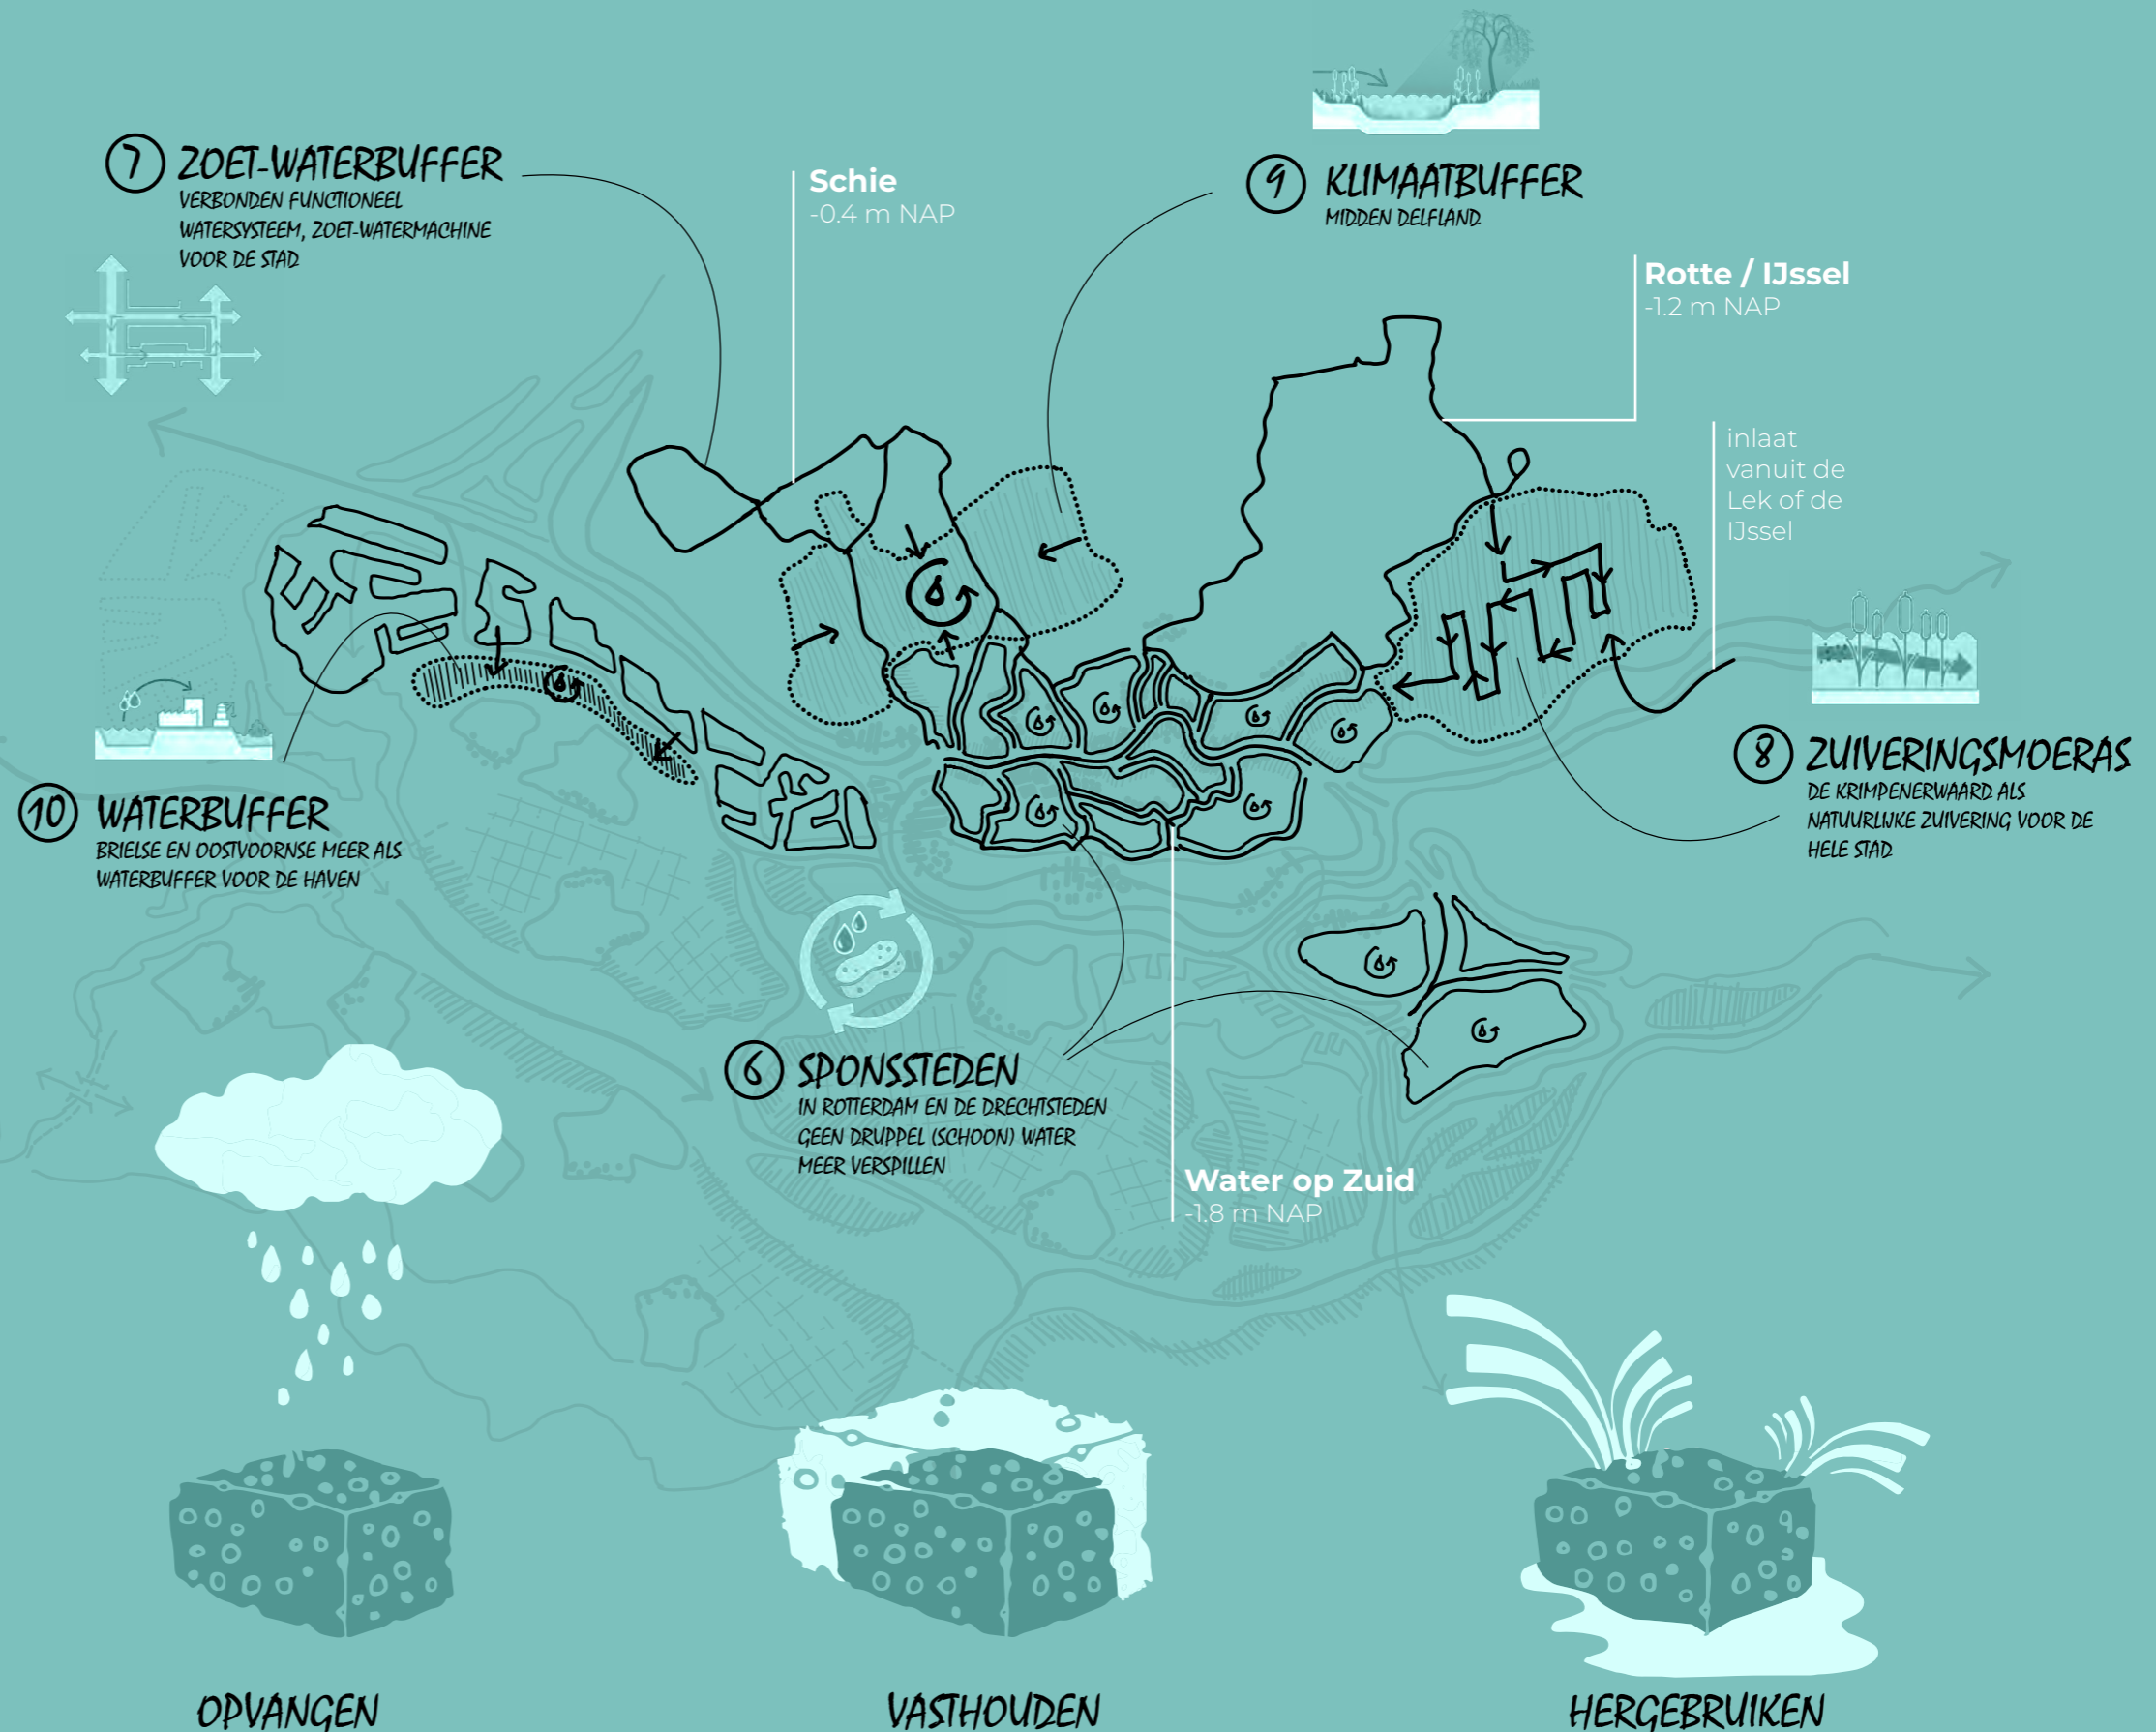 7 ZOET-WATERBUFFER
VERBONDEN FUNCTIONEEL
WATERSYSTEEM, ZOET-WATERMACHINE
VOOR DE STAD
Schie
-0.4 m NAP
9 KLIMAATBUFFER
MIDDEN DELFLAND
Rotte / IJssel
-1.2 m NAP
inlaat
vanuit de
Lek of de
IJssel
8 ZUIVERINGSMOERAS
DE KRIMPENERWAARD ALS
NATUURLIJKE ZUIVERING VOOR DE
HELE STAD
10 WATERBUFFER
BRIELSE EN OOSTVOORNSE MEER ALS
WATERBUFFER VOOR DE HAVEN
6 SPONSSTEDEN
IN ROTTERDAM EN DE DRECHTSTEDEN
GEEN DRUPPEL (SCHOON) WATER
MEER VERSPILLEN
Water op Zuid
-1.8 m NAP
OPVANGEN
VASTHOUDEN
HERGEBRUIKEN